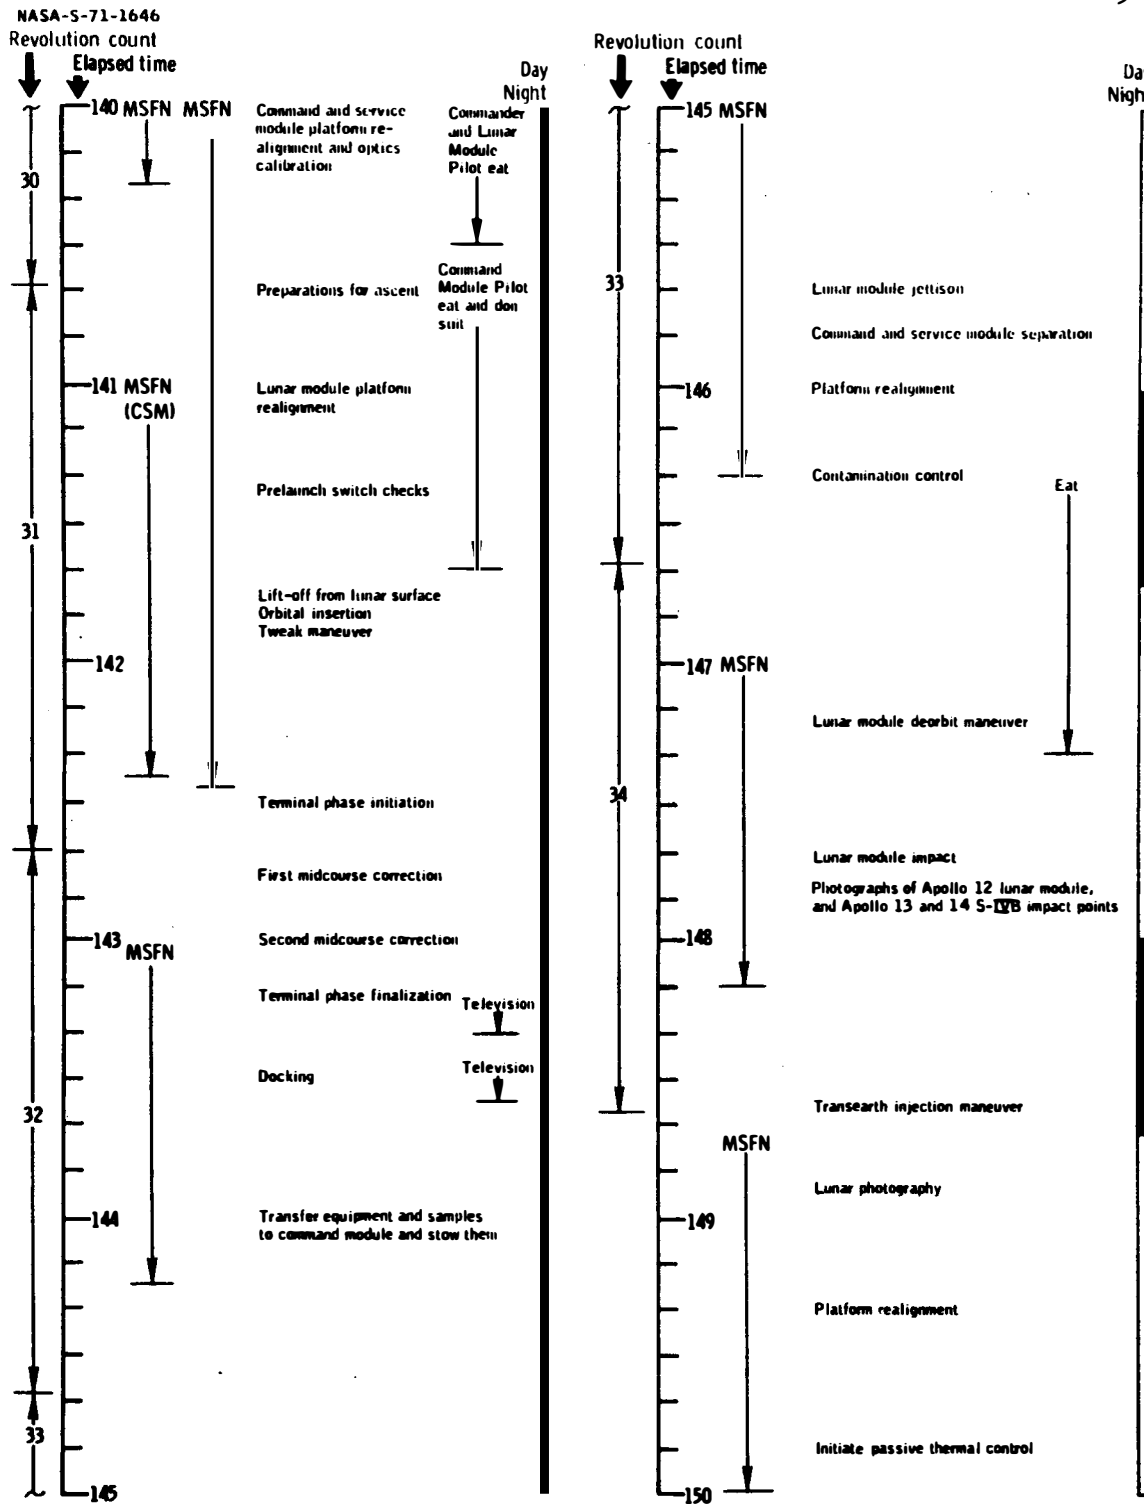 NASA-S-71-1646
Revolution count
Elapsed time
Day
Night
140 MSFN MSFN
Command and service
module platform re-
alignment and optics
calibration
Commander
and Lunar
Module
Pilot eat
30
Command
Module Pilot
eat and don
suit
Preparations for ascent
141 MSFN
(CSM)
Lunar module platform
realignment
Prelaunch switch checks
31
Lift-off from lunar surface
Orbital insertion
Tweak maneuver
142
Terminal phase initiation
First midcourse correction
143 MSFN
Second midcourse correction
Terminal phase finalization
Television
Docking
Television
32
144
Transfer equipment and samples
to command module and stow them
33
145
Revolution count
Elapsed time
Da
Nigh
145 MSFN
33
Lunar module jettison
Command and service module separation
146
Platform realignment
Contamination control
Eat
147 MSFN
Lunar module deorbit maneuver
34
Lunar module impact
Photographs of Apollo 12 lunar module,
and Apollo 13 and 14 S-IVB impact points
148
Transearth injection maneuver
MSFN
Lunar photography
149
Platform realignment
Initiate passive thermal control
150